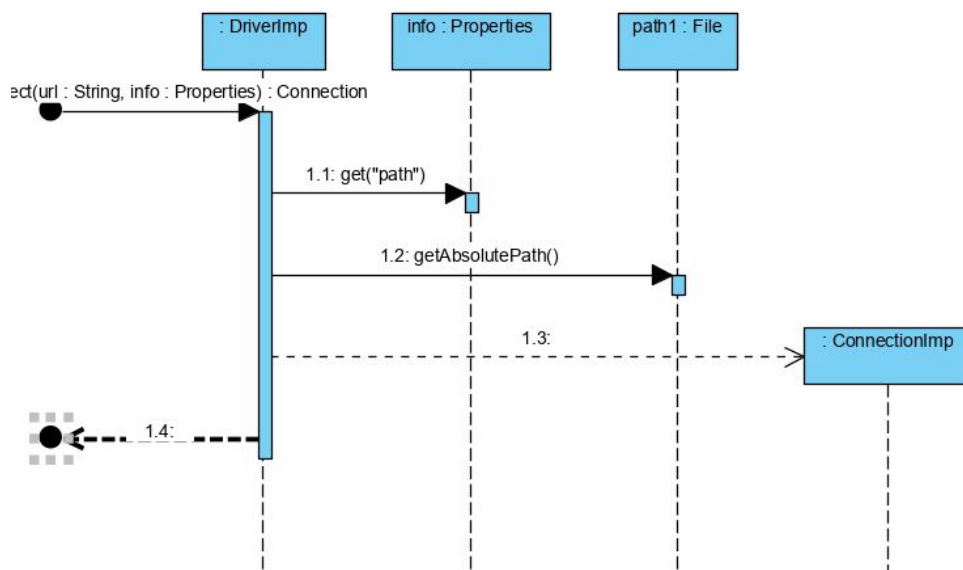 : DriverImp
info : Properties
path1 : File
ect(url : String, info : Properties) : Connection
1.1: get("path")
1.2: getAbsolutePath()
1.3:
: ConnectionImp
1.4: